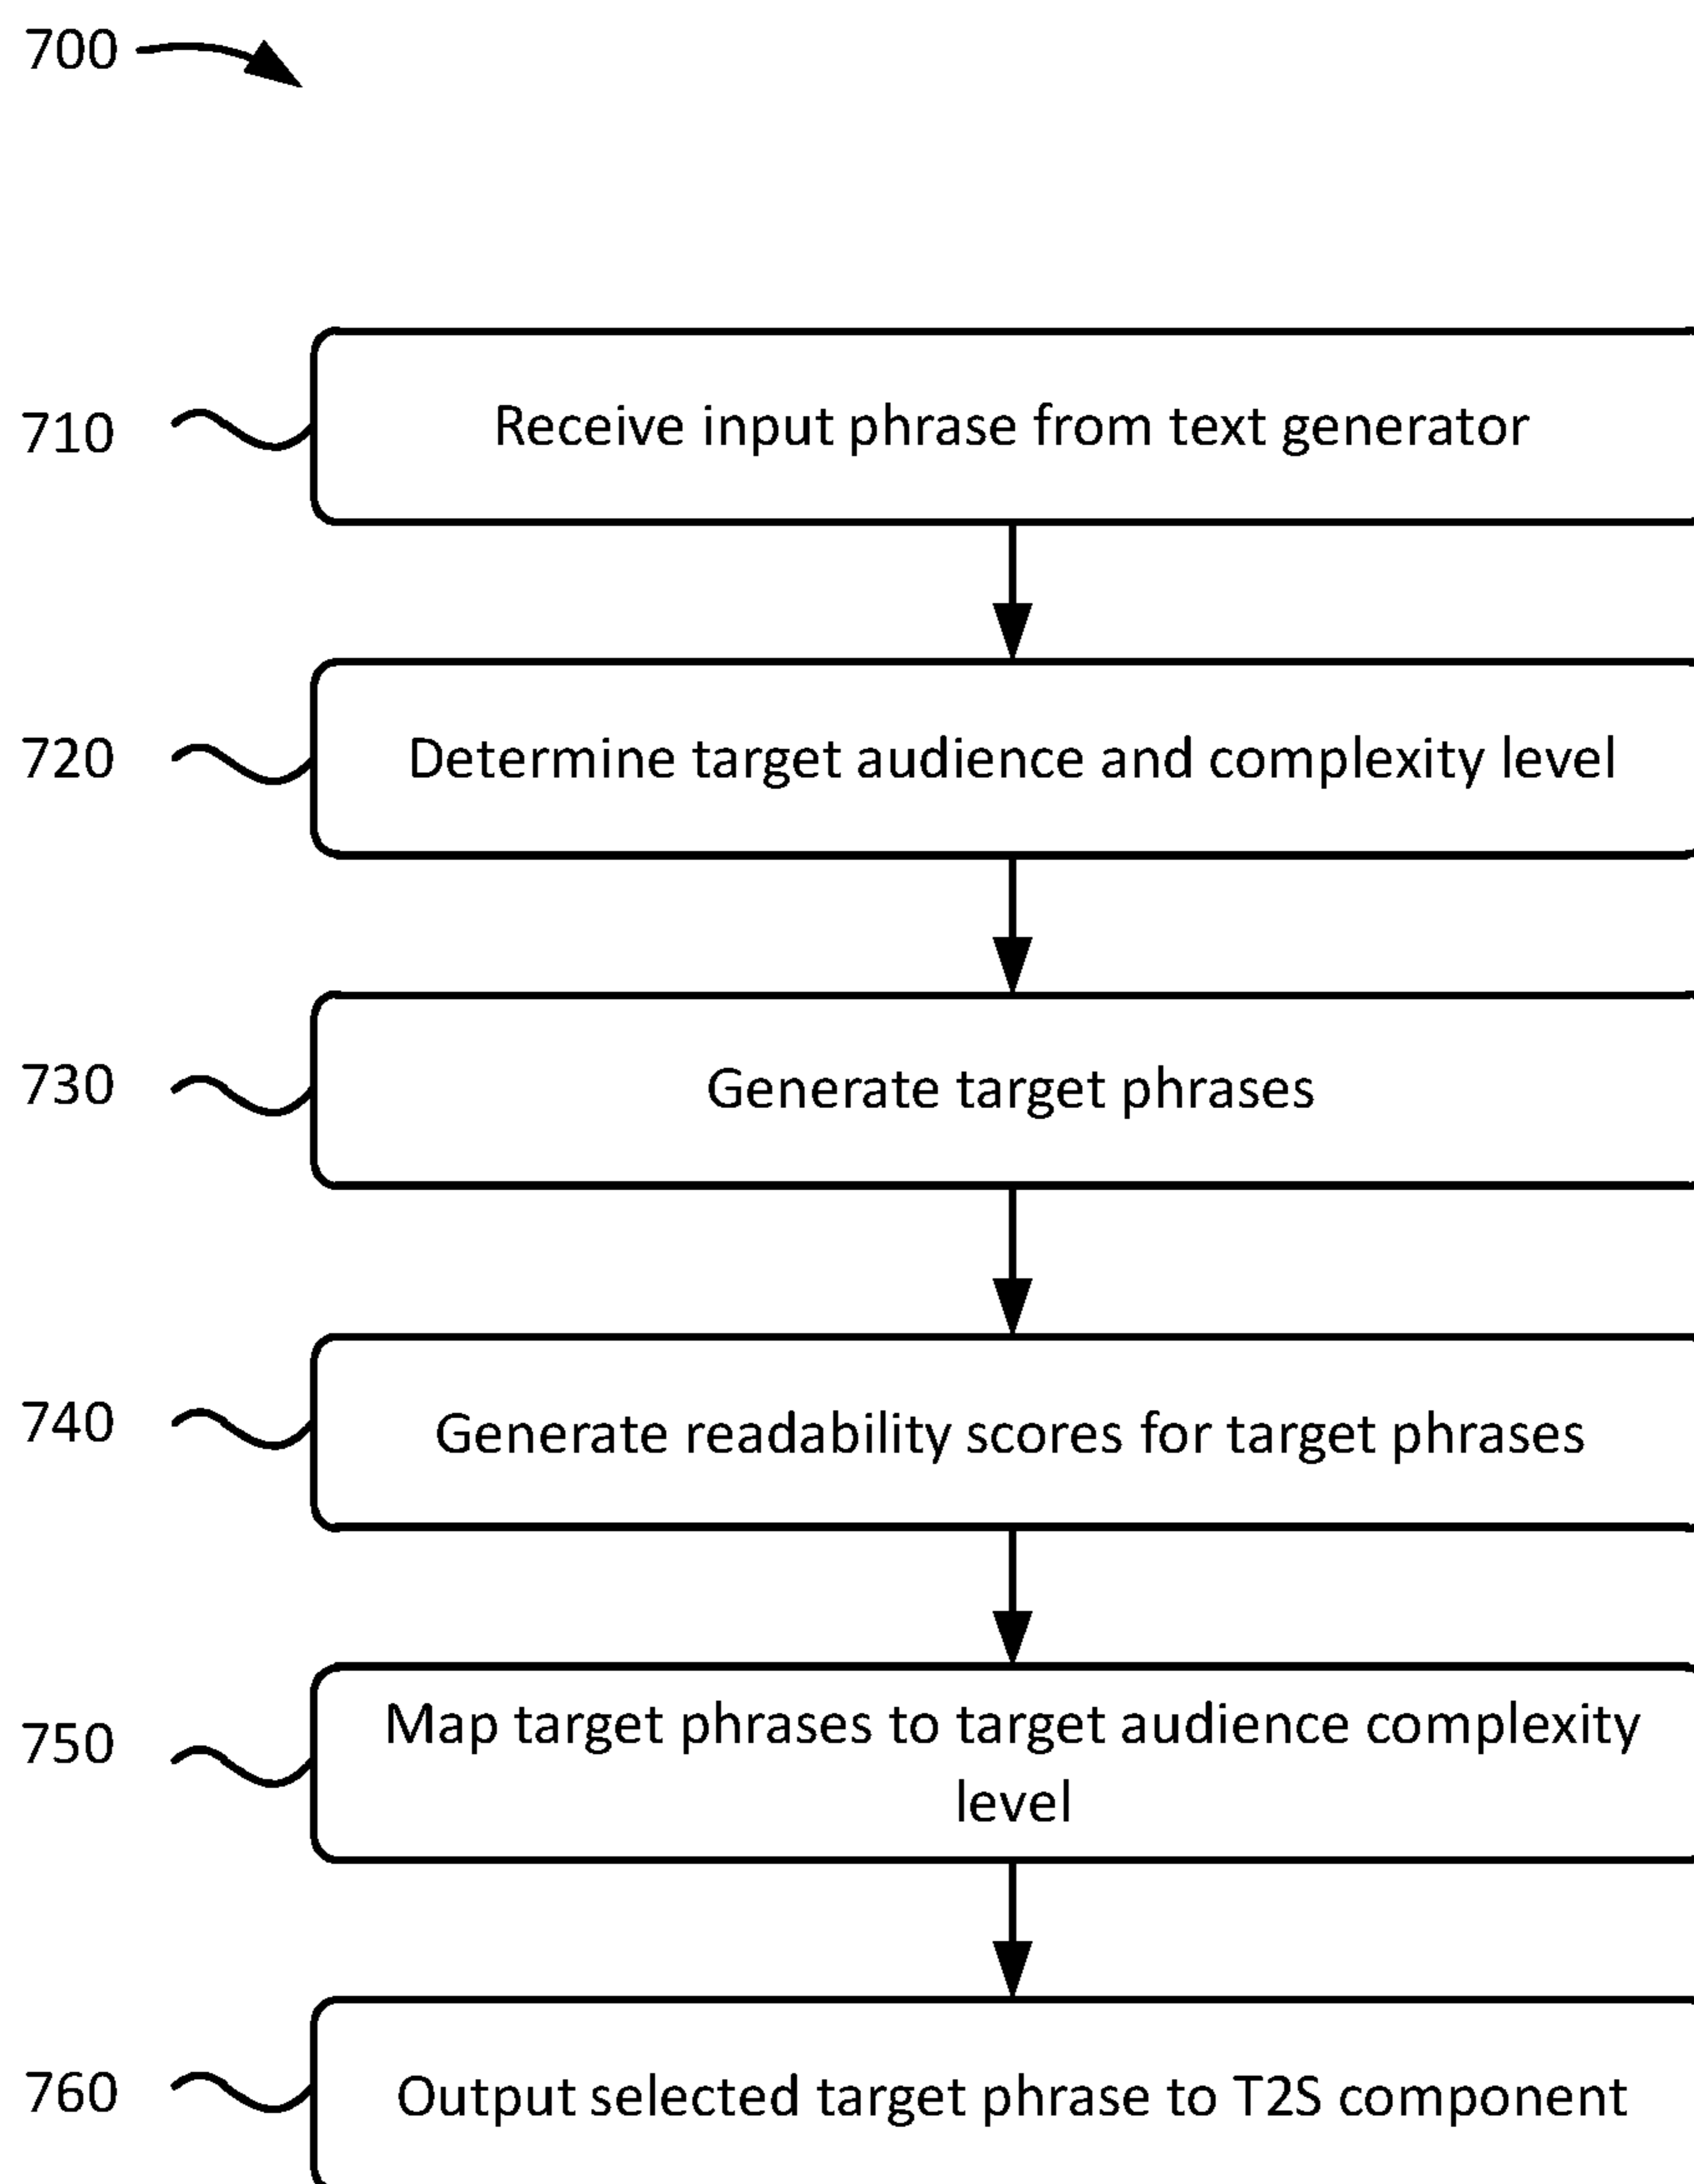 700
710 Receive input phrase from text generator
720 Determine target audience and complexity level
730 Generate target phrases
740 Generate readability scores for target phrases
750 Map target phrases to target audience complexity
level
760 Output selected target phrase to T2S component